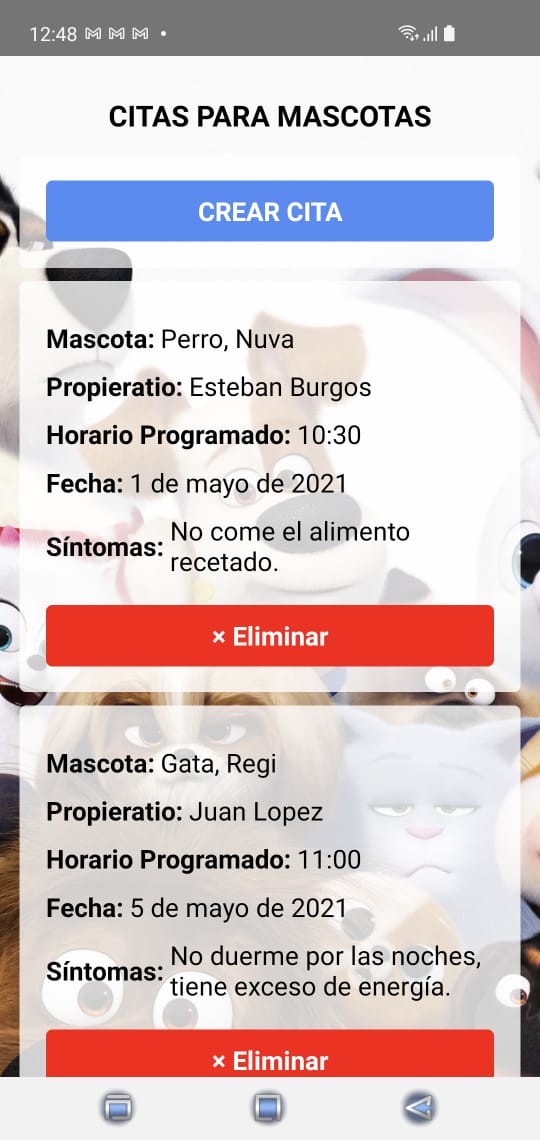 12:48
CITAS PARA MASCOTAS
CREAR CITA
Mascota: Perro, Nuva
Propieratio: Esteban Burgos
Horario Programado: 10:30
Fecha: 1 de mayo de 2021
Síntomas: No come el alimento
recetado.
× Eliminar
Mascota: Gata, Regi
Propieratio: Juan Lopez
Horario Programado: 11:00
Fecha: 5 de mayo de 2021
Síntomas: No duerme por las noches,
tiene exceso de energía.
× Eliminar